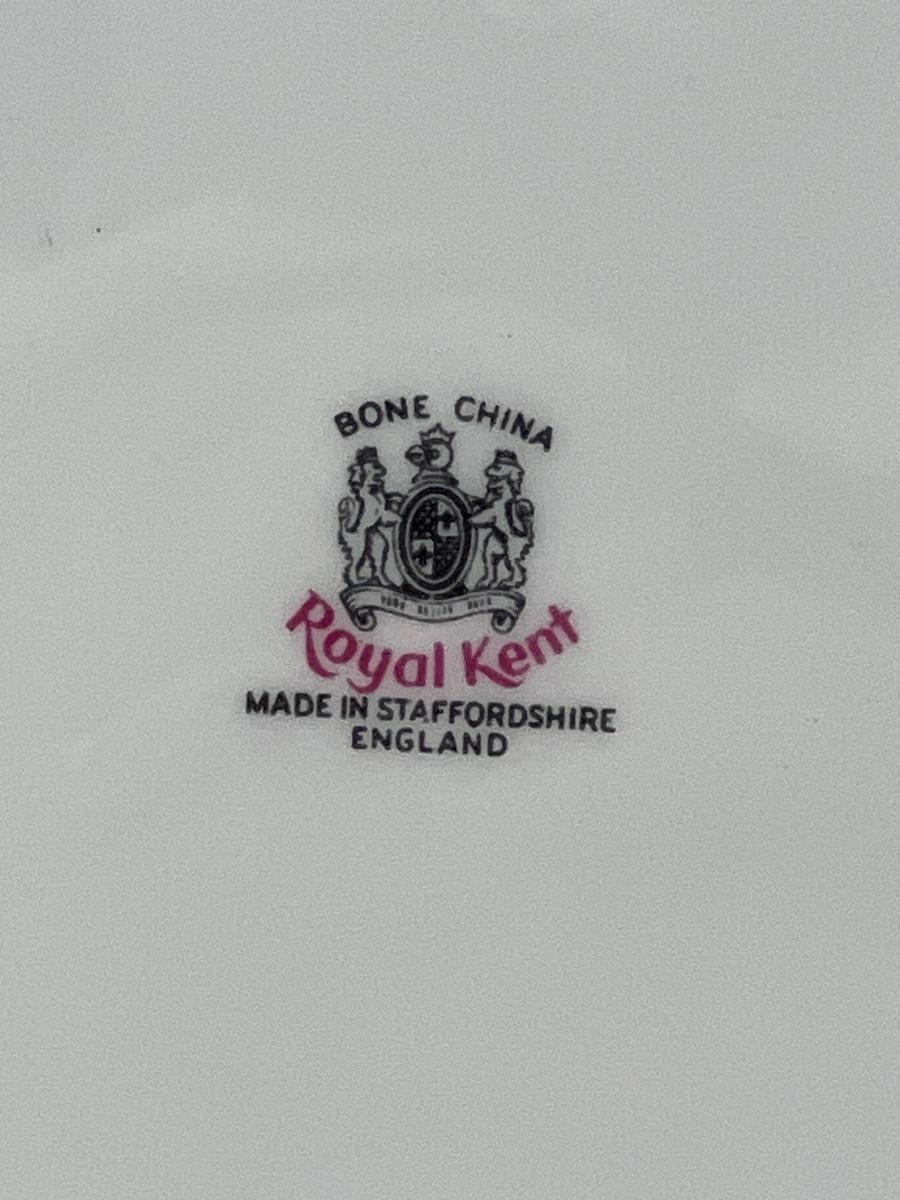 BONE CHINA
Royal Kent
MADE IN STAFFORDSHIRE
ENGLAND